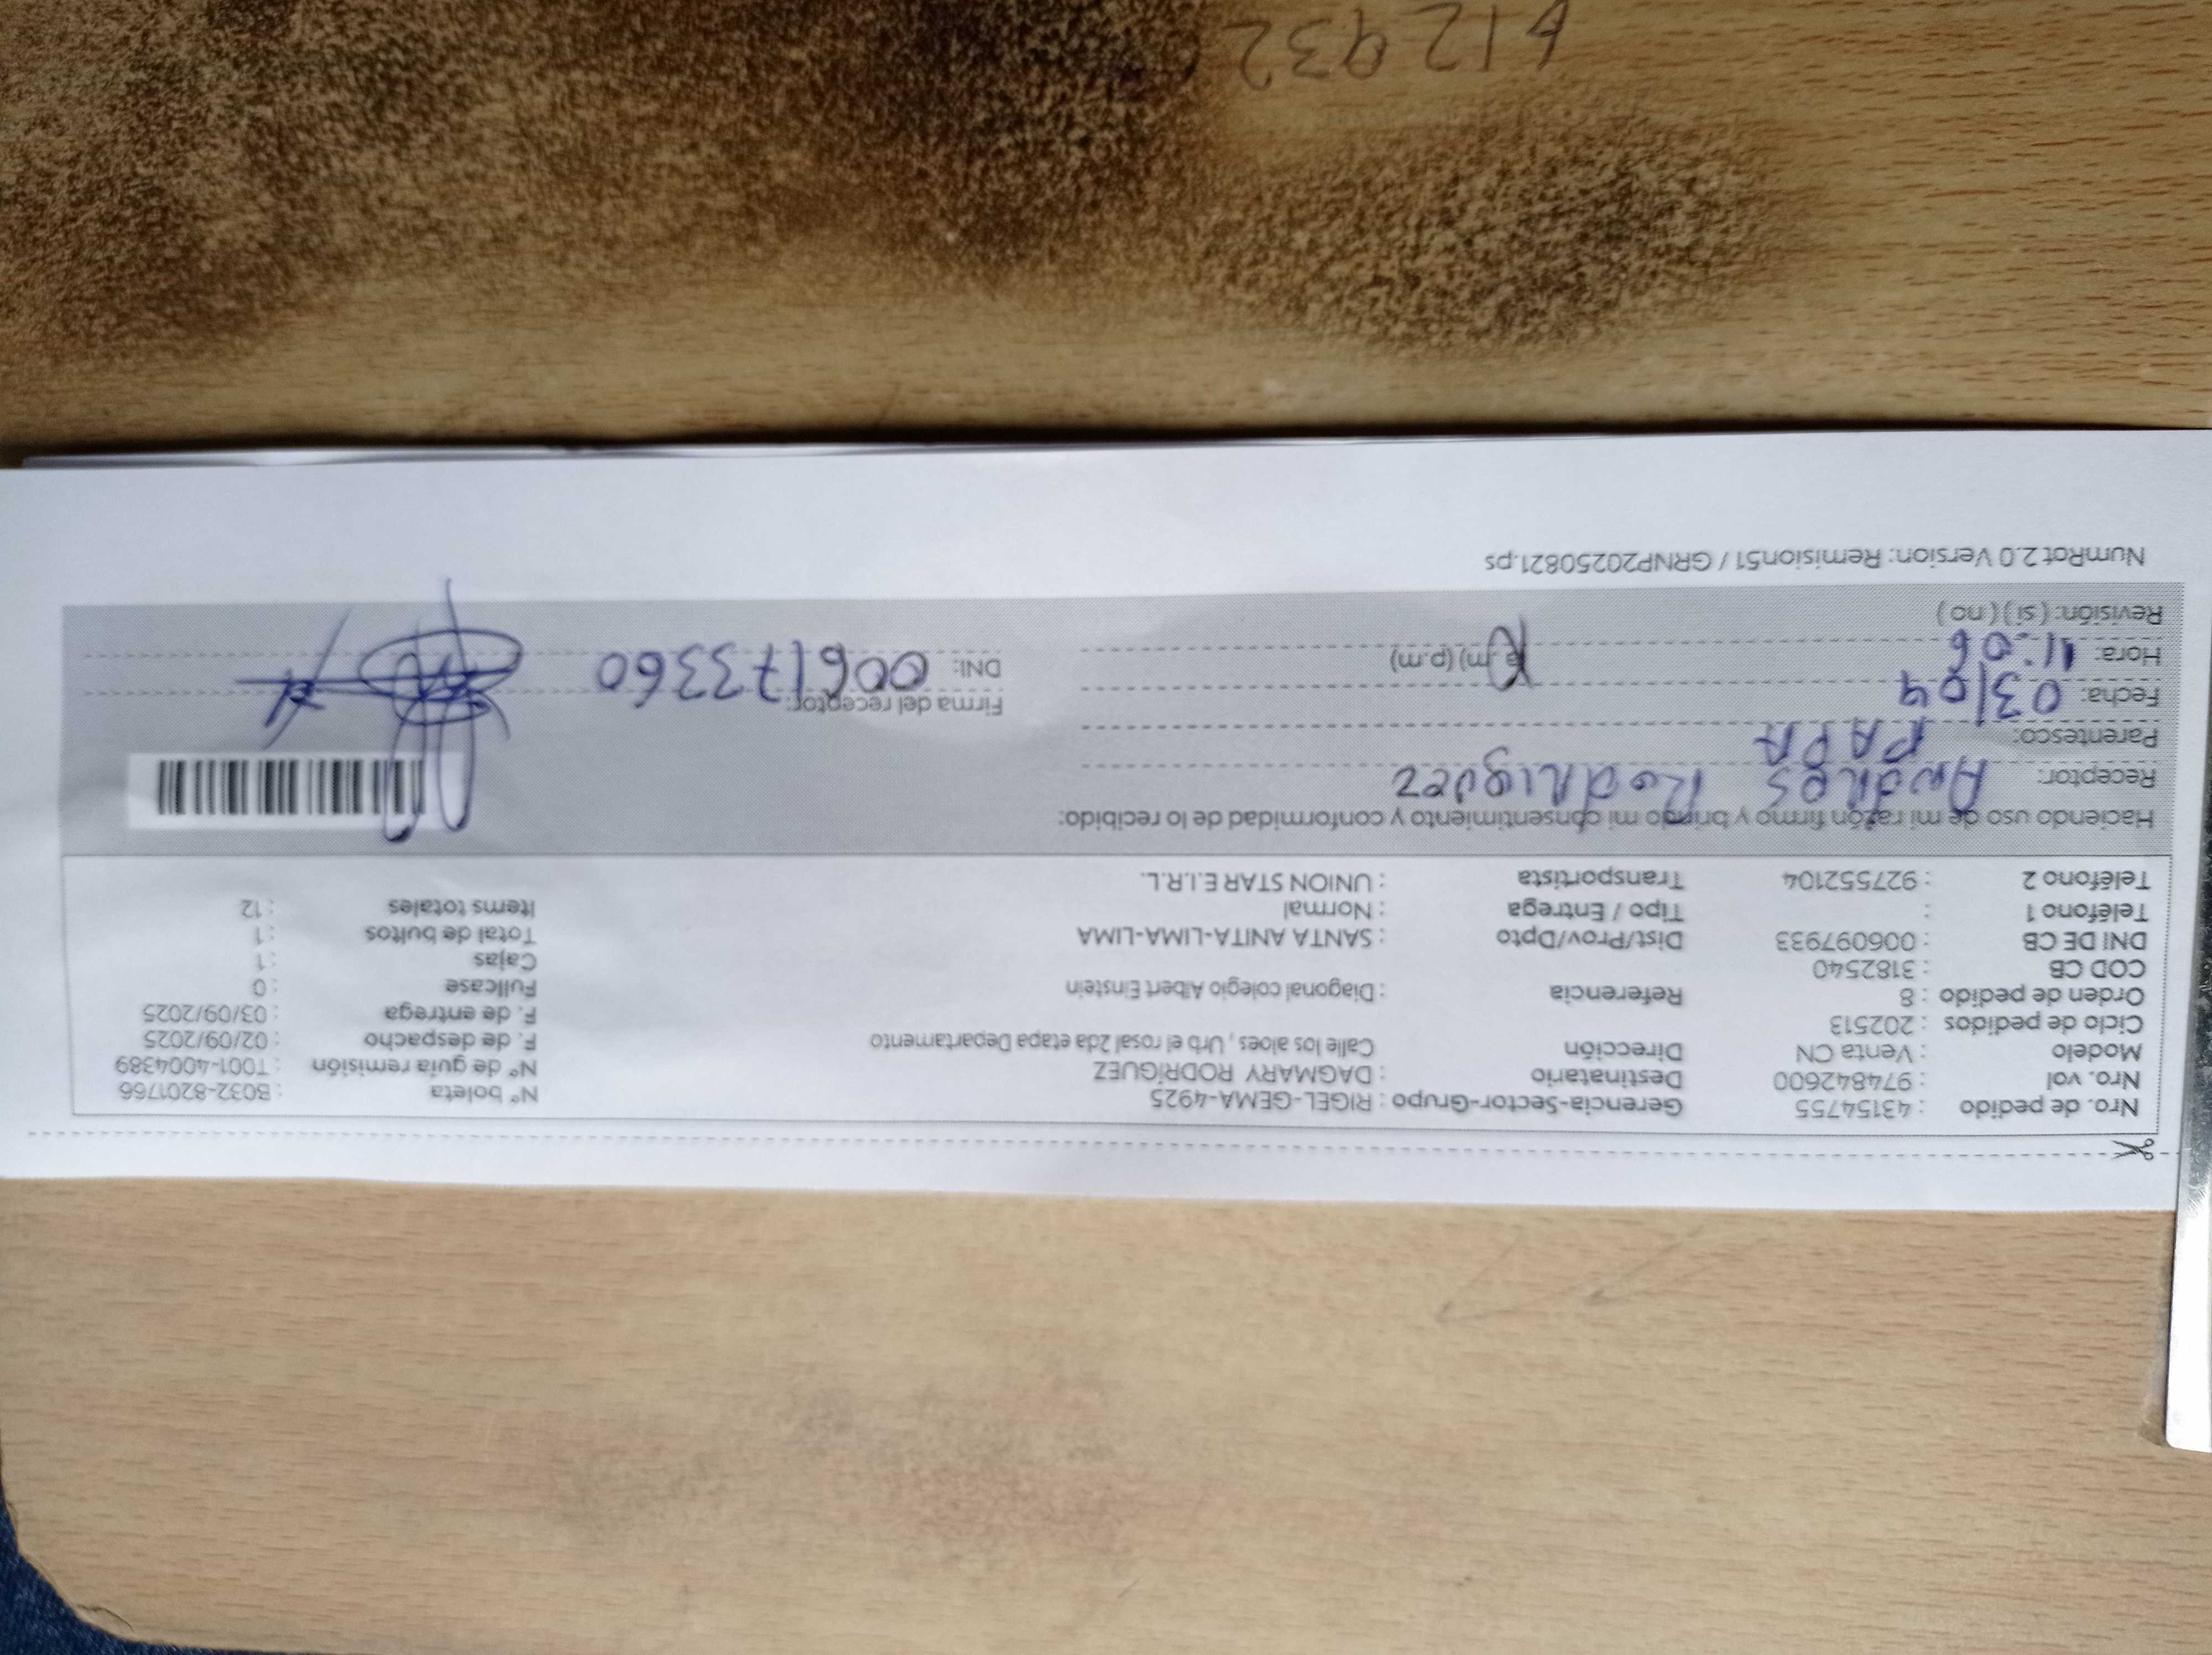 Nro. de pedido : 43154755 Gerencia-Sector-Grupo : RIGEL-GEMA-4925 N° boleta : B032-8201766
Nro. vol : 974842600 Destinatario : DAGMARY RODRÍGUEZ N° de guía remisión : T001-4004389
Modelo : Venta CN Dirección Calle los aloes , Urb el rosal 2da etapa Departamento F. de despacho : 02/09/2025
Ciclo de pedidos : 202513 F. de entrega : 03/09/2025
Orden de pedido : 8 Referencia : Diagonal colegio Albert Einstein Fullcase : 0
COD CB : 3182540 Cajas : 1
DNI DE CB : 006097933 Dist/Prov/Dpto : SANTA ANITA-LIMA-LIMA Total de bultos : 1
Teléfono 1 : Tipo / Entrega : Normal Items totales : 12
Teléfono 2 : 927552104 Transportista : UNION STAR E.I.R.L.
Haciendo uso de mi razón firmo y brindo mi consentimiento y conformidad de lo recibido:
Receptor: Andres Rodriguez
Parentesco: PAPA
Fecha: 03/09 Firma del receptor:
Hora: 11:06 (a.m) (p.m) DNI: 006173360
Revisión: (si) (no)
NumRot 2.0 Version: Remision51 / GRNP20250821.ps